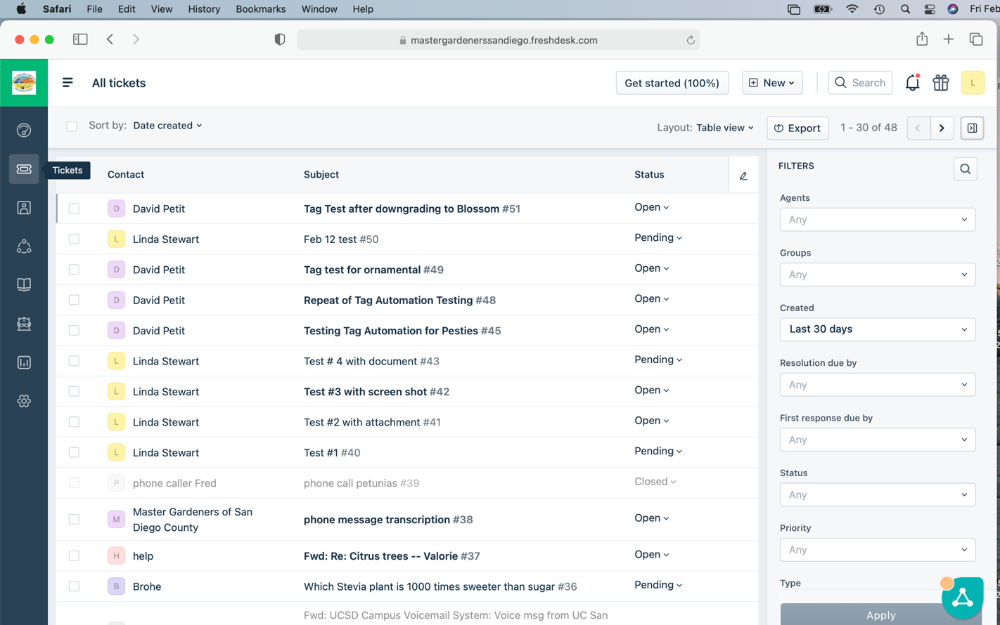 Safari File Edit View History Bookmarks Window Help Fri Feb
mastergardenerssandiego.freshdesk.com
All tickets
Get started (100%)
New
Search
L
Sort by: Date created
Layout: Table view
Export
1 - 30 of 48
Tickets
Contact Subject Status
D David Petit Tag Test after downgrading to Blossom #51 Open
L Linda Stewart Feb 12 test #50 Pending
D David Petit Tag test for ornamental #49 Open
D David Petit Repeat of Tag Automation Testing #48 Open
D David Petit Testing Tag Automation for Pesties #45 Open
L Linda Stewart Test # 4 with document #43 Pending
L Linda Stewart Test #3 with screen shot #42 Open
L Linda Stewart Test #2 with attachment #41 Open
L Linda Stewart Test #1 #40 Pending
P phone caller Fred phone call petunias #39 Closed
M Master Gardeners of San
Diego County phone message transcription #38 Open
H help Fwd: Re: Citrus trees -- Valorie #37 Open
B Brohe Which Stevia plant is 1000 times sweeter than sugar #36 Pending
Fwd: UCSD Campus Voicemail System: Voice msg from UC San
FILTERS
Agents
Any
Groups
Any
Created
Last 30 days
Resolution due by
Any
First response due by
Any
Status
Any
Priority
Any
Type
Apply